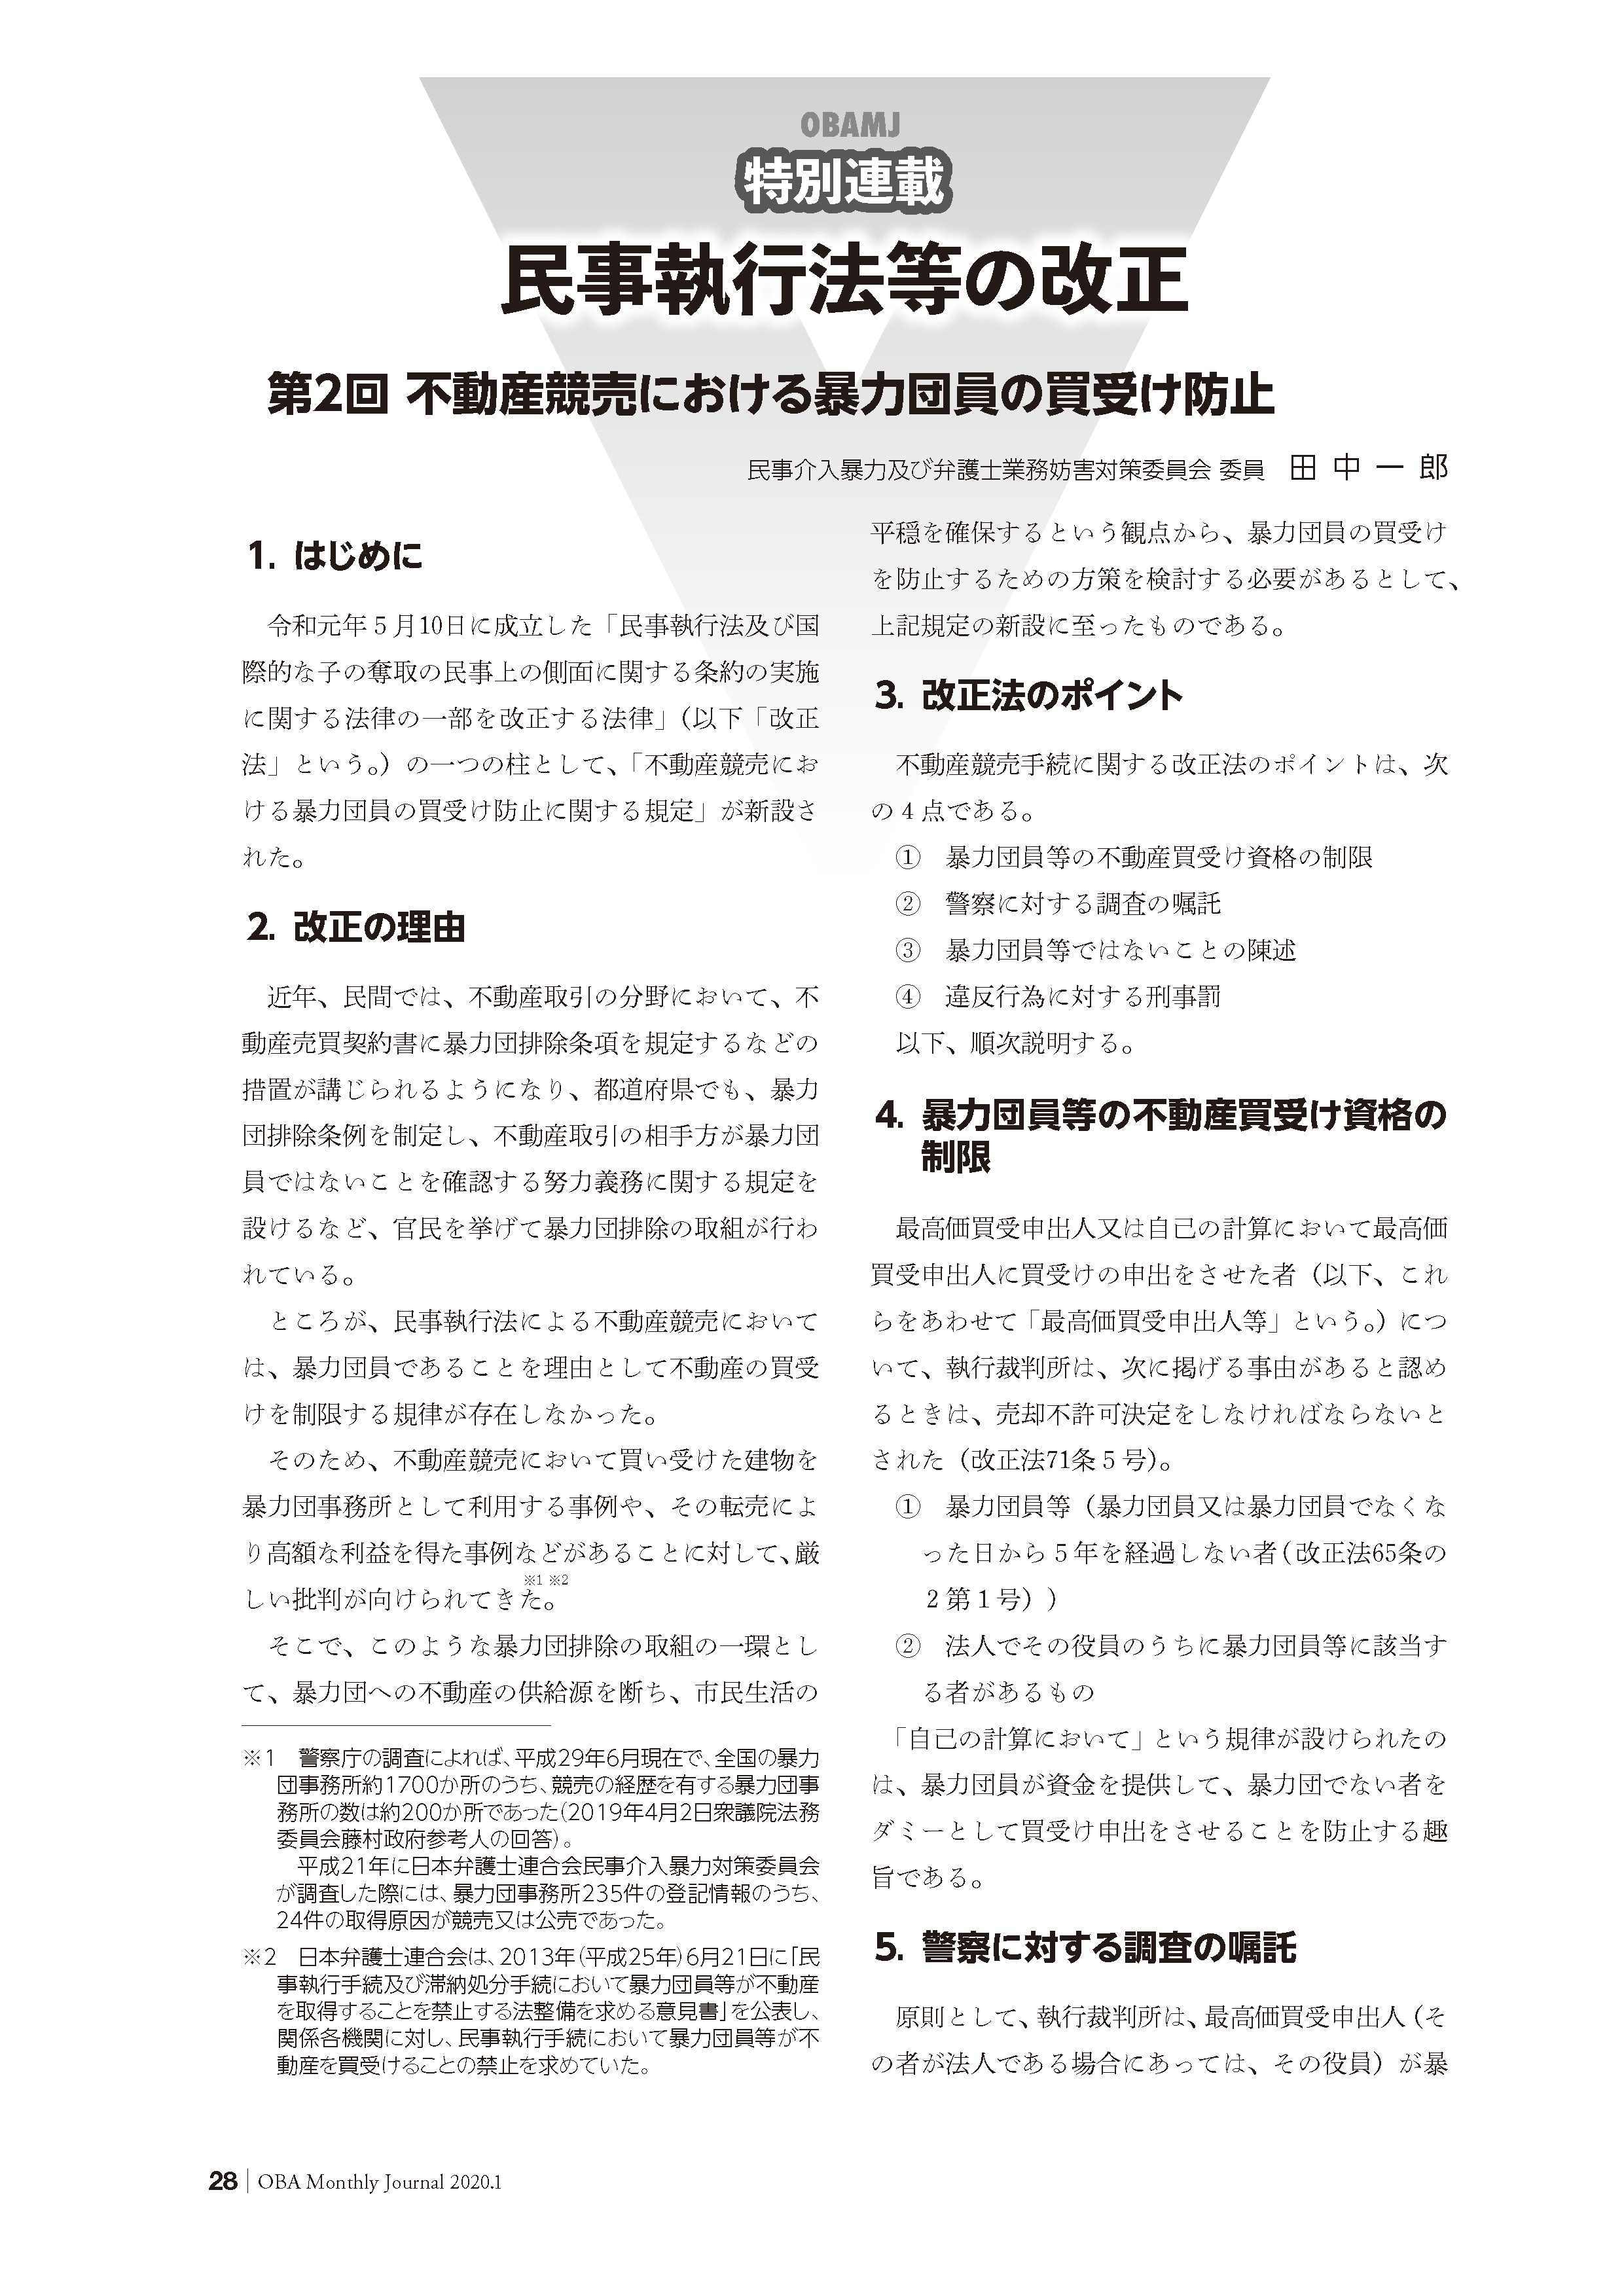 OBAMJ
特別連載
民事執行法等の改正
第2回 不動産競売における暴力団員の買受け防止
民事介入暴力及び弁護士業務妨害対策委員会 委員　田 中 一 郎
1. はじめに
令和元年５月10日に成立した「民事執行法及び国
際的な子の奪取の民事上の側面に関する条約の実施
に関する法律の一部を改正する法律」（以下「改正
法」という。）の一つの柱として、「不動産競売にお
ける暴力団員の買受け防止に関する規定」が新設さ
れた。
2. 改正の理由
近年、民間では、不動産取引の分野において、不
動産売買契約書に暴力団排除条項を規定するなどの
措置が講じられるようになり、都道府県でも、暴力
団排除条例を制定し、不動産取引の相手方が暴力団
員ではないことを確認する努力義務に関する規定を
設けるなど、官民を挙げて暴力団排除の取組が行わ
れている。
ところが、民事執行法による不動産競売において
は、暴力団員であることを理由として不動産の買受
けを制限する規律が存在しなかった。
そのため、不動産競売において買い受けた建物を
暴力団事務所として利用する事例や、その転売によ
り高額な利益を得た事例などがあることに対して、厳
しい批判が向けられてきた。※1 ※2
そこで、このような暴力団排除の取組の一環とし
て、暴力団への不動産の供給源を断ち、市民生活の
※1　警察庁の調査によれば、平成29年6月現在で、全国の暴力
団事務所約1700か所のうち、競売の経歴を有する暴力団事
務所の数は約200か所であった（2019年4月2日衆議院法務
委員会藤村政府参考人の回答）。
平成21年に日本弁護士連合会民事介入暴力対策委員会
が調査した際には、暴力団事務所235件の登記情報のうち、
24件の取得原因が競売又は公売であった。
※2　日本弁護士連合会は、2013年（平成25年）6月21日に「民
事執行手続及び滞納処分手続において暴力団員等が不動産
を取得することを禁止する法整備を求める意見書」を公表し、
関係各機関に対し、民事執行手続において暴力団員等が不
動産を買受けることの禁止を求めていた。
平穏を確保するという観点から、暴力団員の買受け
を防止するための方策を検討する必要があるとして、
上記規定の新設に至ったものである。
3. 改正法のポイント
不動産競売手続に関する改正法のポイントは、次
の４点である。
①　暴力団員等の不動産買受け資格の制限
②　警察に対する調査の嘱託
③　暴力団員等ではないことの陳述
④　違反行為に対する刑事罰
以下、順次説明する。
4. 暴力団員等の不動産買受け資格の
制限
最高価買受申出人又は自己の計算において最高価
買受申出人に買受けの申出をさせた者（以下、これ
らをあわせて「最高価買受申出人等」という。）につ
いて、執行裁判所は、次に掲げる事由があると認め
るときは、売却不許可決定をしなければならないと
された（改正法71条５号）。
①　暴力団員等（暴力団員又は暴力団員でなくな
った日から５年を経過しない者（改正法65条の
２第１号））
②　法人でその役員のうちに暴力団員等に該当す
る者があるもの
「自己の計算において」という規律が設けられたの
は、暴力団員が資金を提供して、暴力団でない者を
ダミーとして買受け申出をさせることを防止する趣
旨である。
5. 警察に対する調査の嘱託
原則として、執行裁判所は、最高価買受申出人（そ
の者が法人である場合にあっては、その役員）が暴
28 | OBA Monthly Journal 2020.1